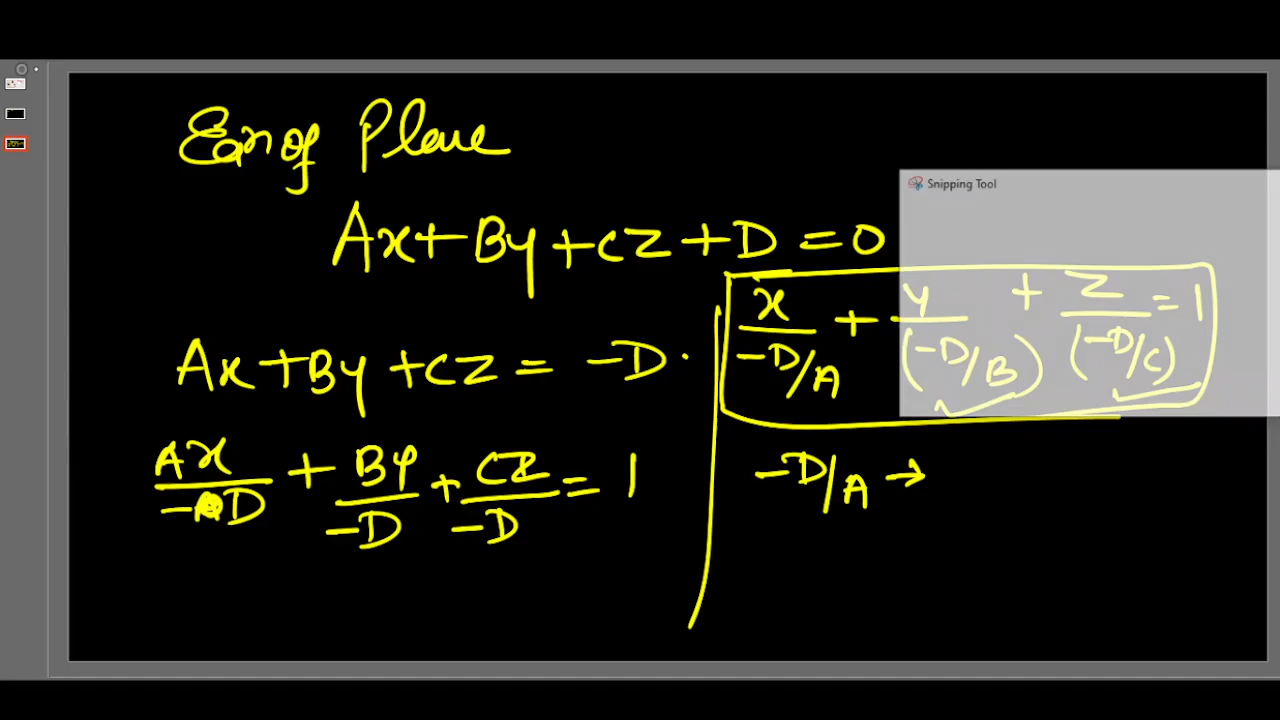 Eqn of Plane
Snipping Tool
Ax+By+CZ+D=0
Ax+By+CZ = -D.
Ax/-D + By/-D + CZ/-D = 1
x/(-D/A) + y/(-D/B) + Z/(-D/C) = 1
-D/A →